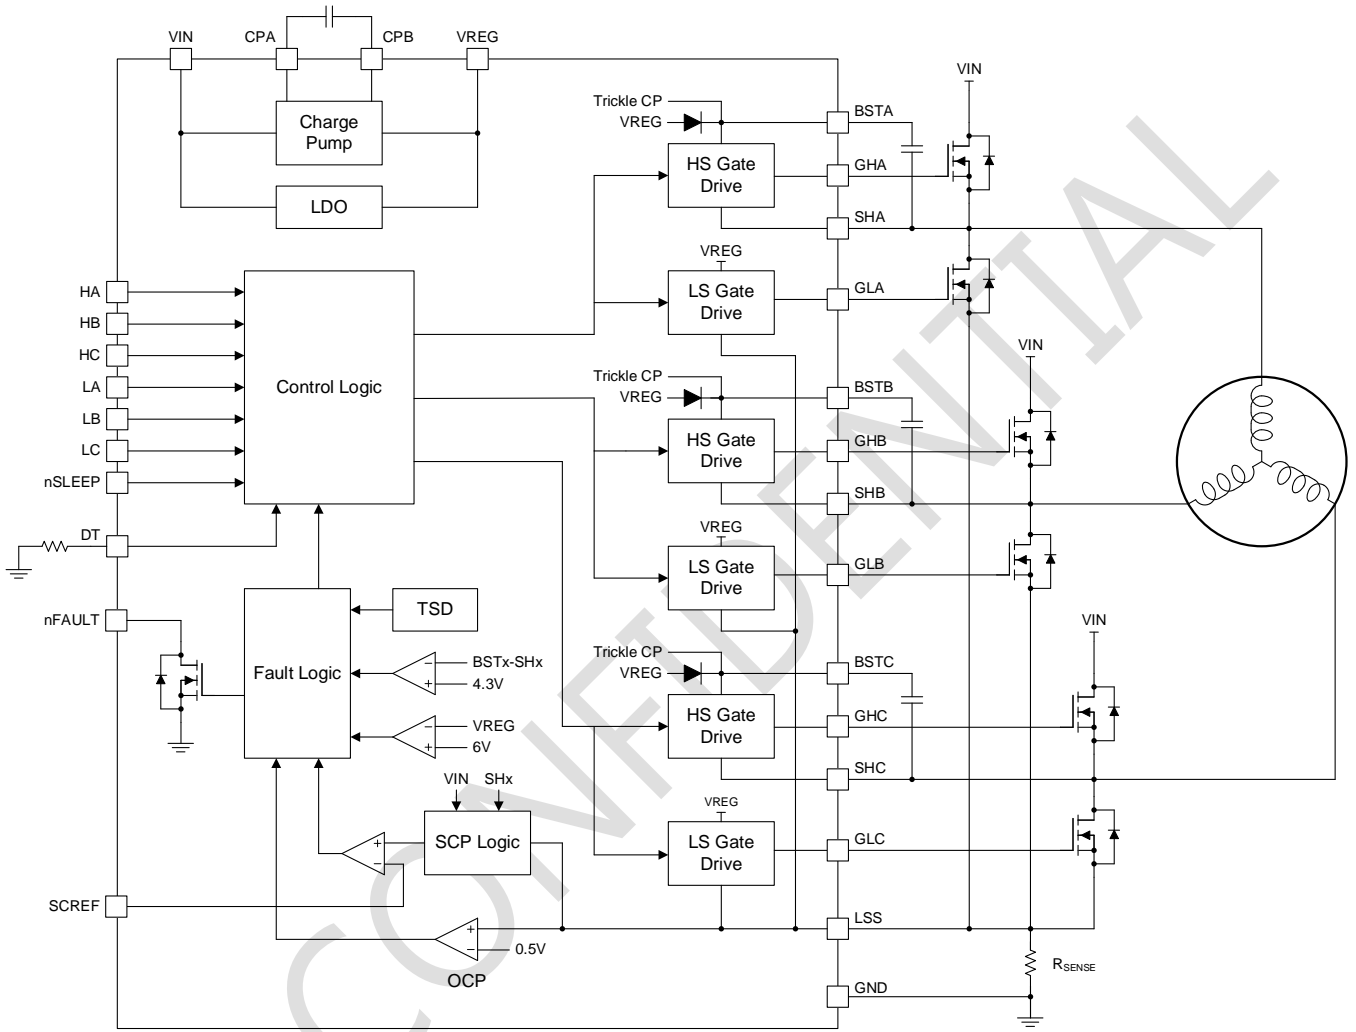 VIN
CPA
CPB
VREG
Charge
Pump
LDO
Trickle CP
VREG
BSTA
VIN
HS Gate
Drive
GHA
SHA
VREG
LS Gate
Drive
GLA
HA
HB
HC
LA
LB
LC
nSLEEP
DT
Control Logic
Trickle CP
VREG
BSTB
VIN
HS Gate
Drive
GHB
SHB
VREG
LS Gate
Drive
GLB
nFAULT
Fault Logic
TSD
BSTx-SHx
4.3V
VREG
6V
Trickle CP
VREG
BSTC
VIN
HS Gate
Drive
GHC
SHC
VIN
SHx
SCP Logic
VREG
LS Gate
Drive
GLC
SCREF
0.5V
OCP
LSS
RSENSE
GND
CONFIDENTIAL
− 
+
−
+
+
−
+
−